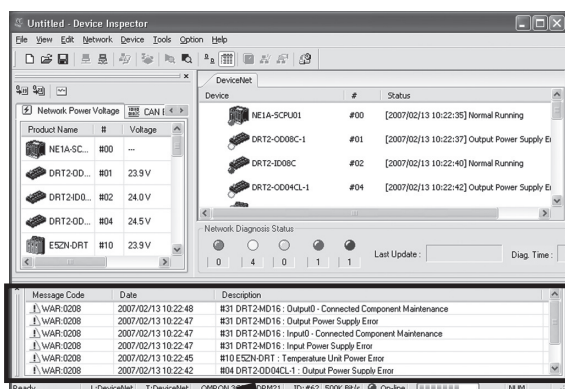 Untitled - Device Inspector
File View Edit Network Device Tools Option Help
DeviceNet
Device # Status
NE1A-SCPU01 #00 [2007/02/13 10:22:35] Normal Running
DRT2-OD08C-1 #01 [2007/02/13 10:22:37] Output Power Supply E
DRT2-ID08C #02 [2007/02/13 10:22:40] Normal Running
DRT2-OD04CL-1 #04 [2007/02/13 10:22:42] Output Power Supply E
Network Power Voltage CAN
Product Name # Voltage
NE1A-SC... #00 ---
DRT2-OD... #01 23.9 V
DRT2-ID0... #02 24.0 V
DRT2-OD... #04 24.5 V
E5ZN-DRT #10 23.9 V
Network Diagnosis Status
0 4 0 1 1 Last Update : Diag. Time :
Message Code Date Description
WAR:0208 2007/02/13 10:22:48 #31 DRT2-MD16 : Output0 - Connected Component Maintenance
WAR:0208 2007/02/13 10:22:47 #31 DRT2-MD16 : Output Power Supply Error
WAR:0208 2007/02/13 10:22:47 #31 DRT2-MD16 : Input0 - Connected Component Maintenance
WAR:0208 2007/02/13 10:22:47 #31 DRT2-MD16 : Input Power Supply Error
WAR:0208 2007/02/13 10:22:45 #10 E5ZN-DRT : Temperature Unit Power Error
WAR:0208 2007/02/13 10:22:42 #04 DRT2-OD04CL-1 : Output Power Supply Error
Ready L:DeviceNet T:DeviceNet OMRON DRM21 ID:#62 500K Bit/s On-line NUM